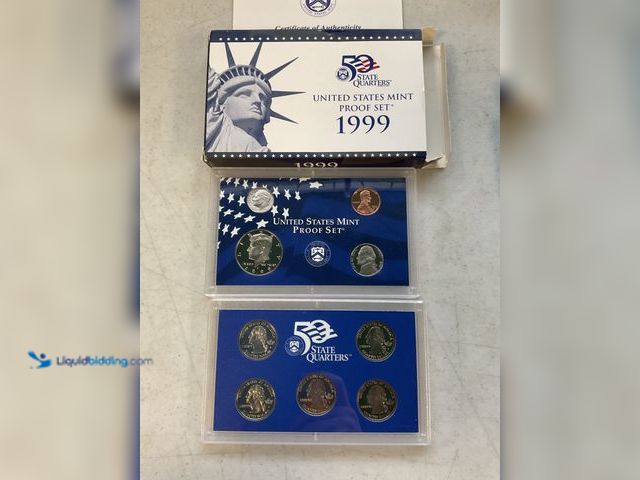 Certificate of Authenticity
50
STATE
QUARTERS
UNITED STATES MINT
PROOF SET
1999
1999
UNITED STATES MINT
PROOF SET
50
STATE
QUARTERS
Liquidbidding.com